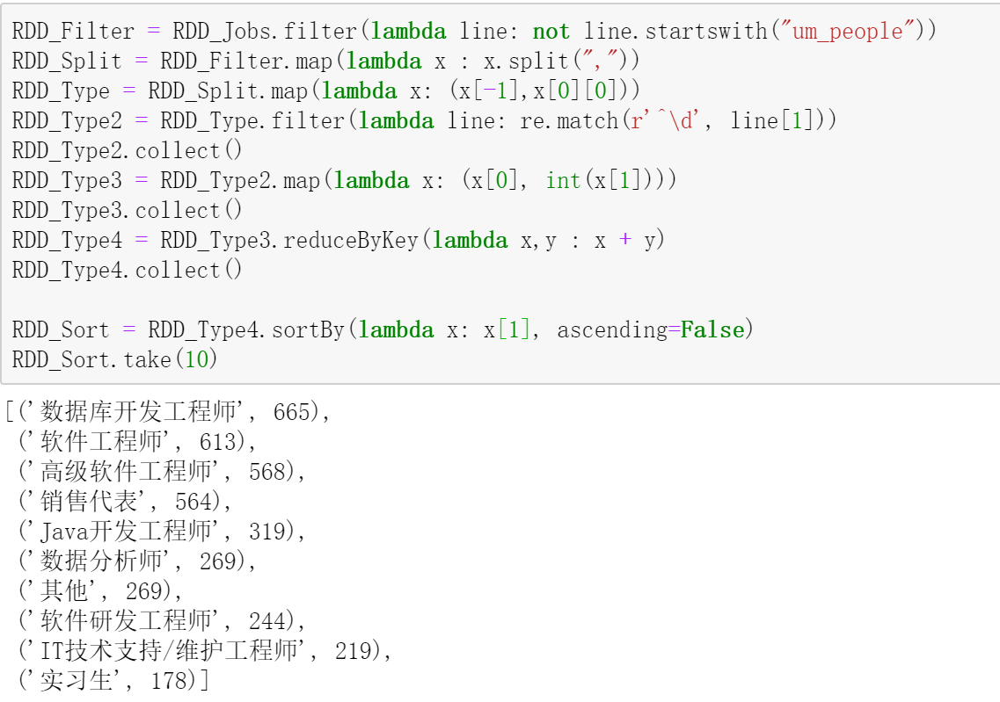 RDD_Filter = RDD_Jobs.filter(lambda line: not line.startswith("um_people"))
RDD_Split = RDD_Filter.map(lambda x : x.split(","))
RDD_Type = RDD_Split.map(lambda x: (x[-1],x[0][0]))
RDD_Type2 = RDD_Type.filter(lambda line: re.match(r'^\d', line[1]))
RDD_Type2.collect()
RDD_Type3 = RDD_Type2.map(lambda x: (x[0], int(x[1])))
RDD_Type3.collect()
RDD_Type4 = RDD_Type3.reduceByKey(lambda x,y : x + y)
RDD_Type4.collect()
RDD_Sort = RDD_Type4.sortBy(lambda x: x[1], ascending=False)
RDD_Sort.take(10)
[('数据库开发工程师', 665),
('软件工程师', 613),
('高级软件工程师', 568),
('销售代表', 564),
('Java开发工程师', 319),
('数据分析师', 269),
('其他', 269),
('软件研发工程师', 244),
('IT技术支持/维护工程师', 219),
('实习生', 178)]